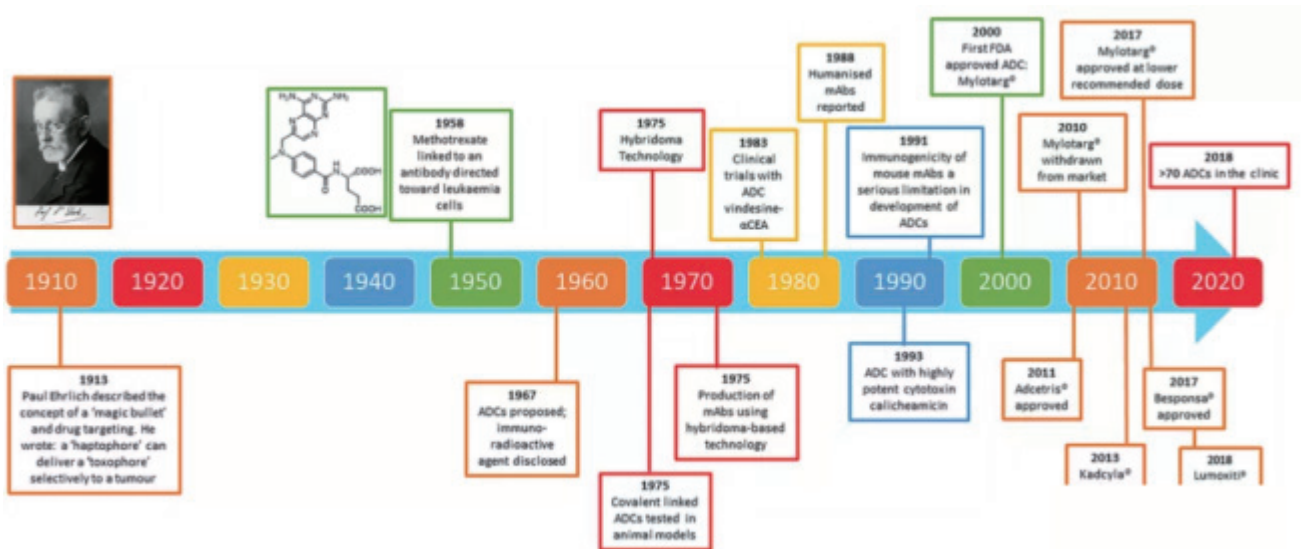 H₂N
NH₂
N
N
N
N
N
O
HN
COOH
COOH
1958
Methotrexate
linked to an
antibody directed
toward leukaemia
cells
1975
Hybridoma
Technology
1983
Clinical
trials with
ADC
vindesine-
αCEA
1988
Humanised
mAbs
reported
1991
Immunogenicity of
mouse mAbs a
serious limitation in
development of
ADCs
2000
First FDA
approved ADC:
Mylotarg®
2010
Mylotarg®
withdrawn
from market
2017
Mylotarg®
approved at lower
recommended dose
2018
>70 ADCs in the clinic
1910
1920
1930
1940
1950
1960
1970
1980
1990
2000
2010
2020
1913
Paul Ehrlich described the
concept of a 'magic bullet'
and drug targeting. He
wrote: a 'haptophore' can
deliver a 'toxophore'
selectively to a tumour
1967
ADCs proposed;
immuno-
radioactive
agent disclosed
1975
Covalent linked
ADCs tested in
animal models
1975
Production of
mAbs using
hybridoma-based
technology
1993
ADC with highly
potent cytotoxin
calicheamicin
2011
Adcetris®
approved
2013
Kadcyla®
2017
Besponsa®
approved
2018
Lumoxiti®